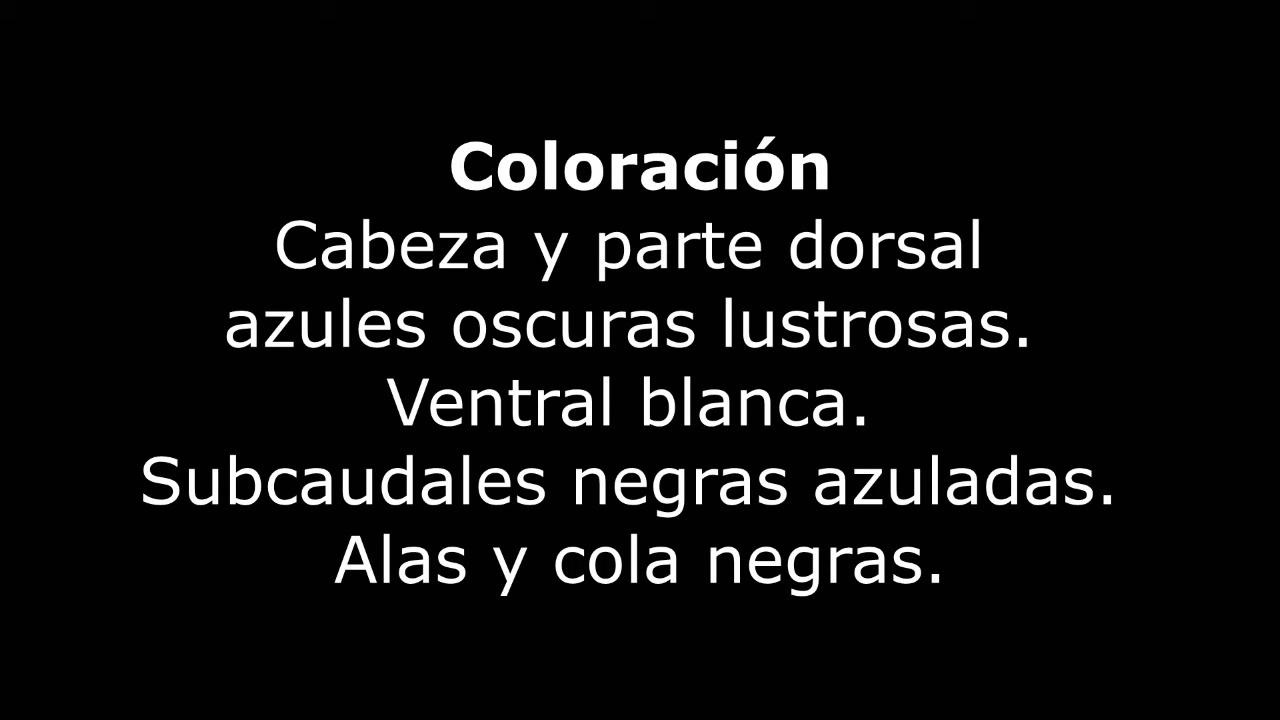 Coloración
Cabeza y parte dorsal
azules oscuras lustrosas.
Ventral blanca.
Subcaudales negras azuladas.
Alas y cola negras.